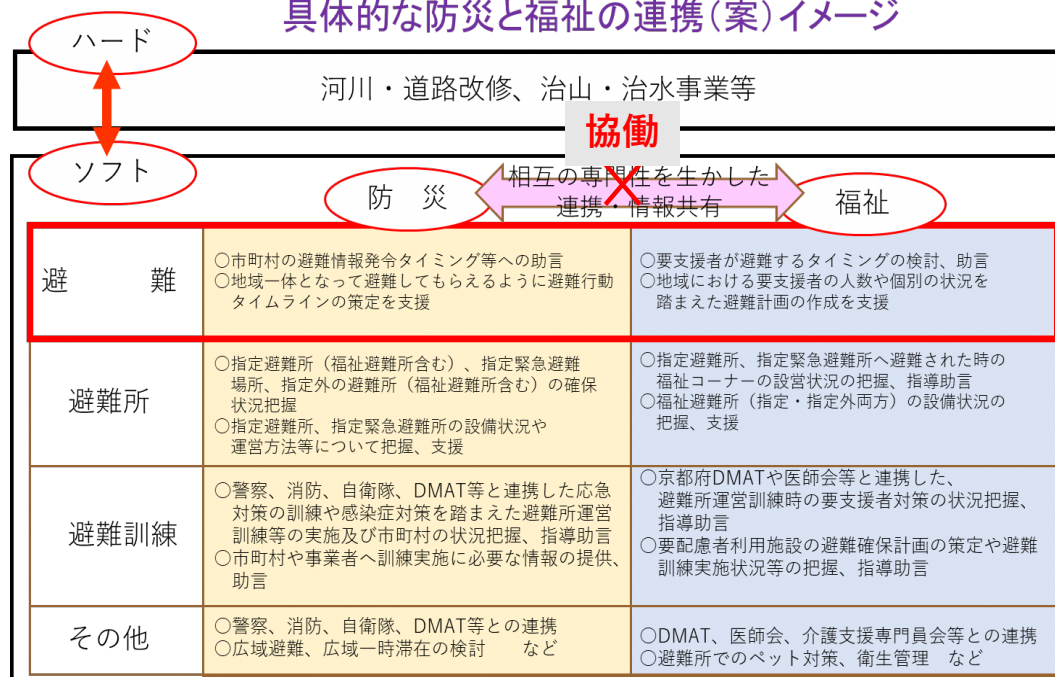 具体的な防災と福祉の連携（案）イメージ
ハード
河川・道路改修、治山・治水事業等
協働
ソフト
防　災
相互の専門性を生かした
連携・情報共有
福祉
避　　難
○市町村の避難情報発令タイミング等への助言
○地域一体となって避難してもらえるように避難行動
タイムラインの策定を支援
○要支援者が避難するタイミングの検討、助言
○地域における要支援者の人数や個別の状況を
踏まえた避難計画の作成を支援
避難所
○指定避難所（福祉避難所含む）、指定緊急避難
場所、指定外の避難所（福祉避難所含む）の確保
状況把握
○指定避難所、指定緊急避難所の設備状況や
運営方法等について把握、支援
○指定避難所、指定緊急避難所へ避難された時の
福祉コーナーの設営状況の把握、指導助言
○福祉避難所（指定・指定外両方）の設備状況の
把握、支援
避難訓練
○警察、消防、自衛隊、DMAT等と連携した応急
対策の訓練や感染症対策を踏まえた避難所運営
訓練等の実施及び市町村の状況把握、指導助言
○市町村や事業者へ訓練実施に必要な情報の提供、
助言
○京都府DMATや医師会等と連携した、
避難所運営訓練時の要支援者対策の状況把握、
指導助言
○要配慮者利用施設の避難確保計画の策定や避難
訓練実施状況等の把握、指導助言
その他
○警察、消防、自衛隊、DMAT等との連携
○広域避難、広域一時滞在の検討　　など
○DMAT、医師会、介護支援専門員会等との連携
○避難所でのペット対策、衛生管理　など